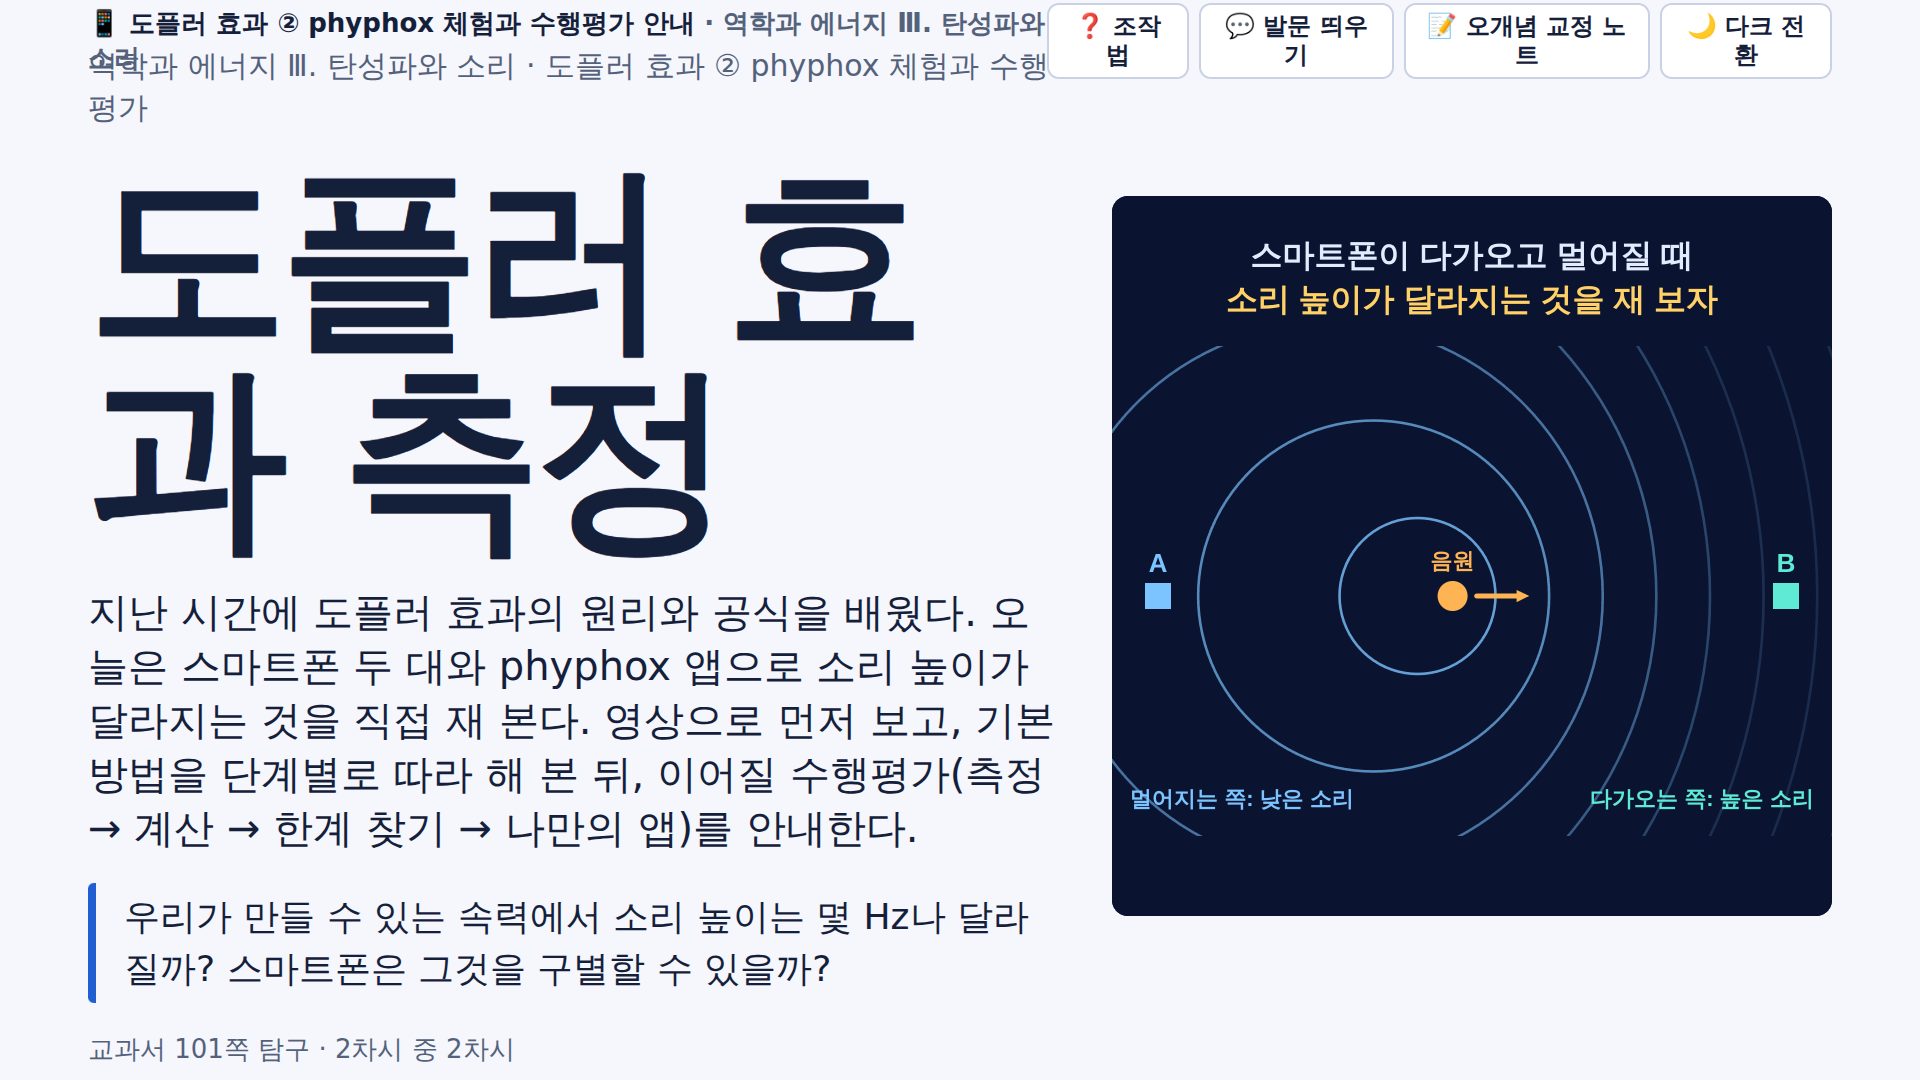 📱 도플러 효과 ② phyphox 체험과 수행평가 안내 · 역학과 에너지 Ⅲ. 탄성파와
소리
역학과 에너지 Ⅲ. 탄성파와 소리 · 도플러 효과 ② phyphox 체험과 수행
평가
❓ 조작
법
💬 발문 띄우
기
📝 오개념 교정 노
트
🌙 다크 전
환
도플러 효
과 측정
지난 시간에 도플러 효과의 원리와 공식을 배웠다. 오
늘은 스마트폰 두 대와 phyphox 앱으로 소리 높이가
달라지는 것을 직접 재 본다. 영상으로 먼저 보고, 기본
방법을 단계별로 따라 해 본 뒤, 이어질 수행평가(측정
→ 계산 → 한계 찾기 → 나만의 앱)를 안내한다.
우리가 만들 수 있는 속력에서 소리 높이는 몇 Hz나 달라
질까? 스마트폰은 그것을 구별할 수 있을까?
교과서 101쪽 탐구 · 2차시 중 2차시
스마트폰이 다가오고 멀어질 때
소리 높이가 달라지는 것을 재 보자
음원
A
B
멀어지는 쪽: 낮은 소리
다가오는 쪽: 높은 소리